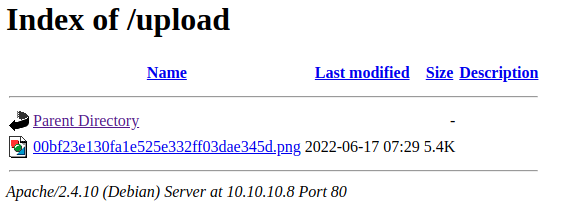 Index of /upload
Name Last modified Size Description
Parent Directory -
00bf23e130fa1e525e332ff03dae345d.png 2022-06-17 07:29 5.4K
Apache/2.4.10 (Debian) Server at 10.10.10.8 Port 80